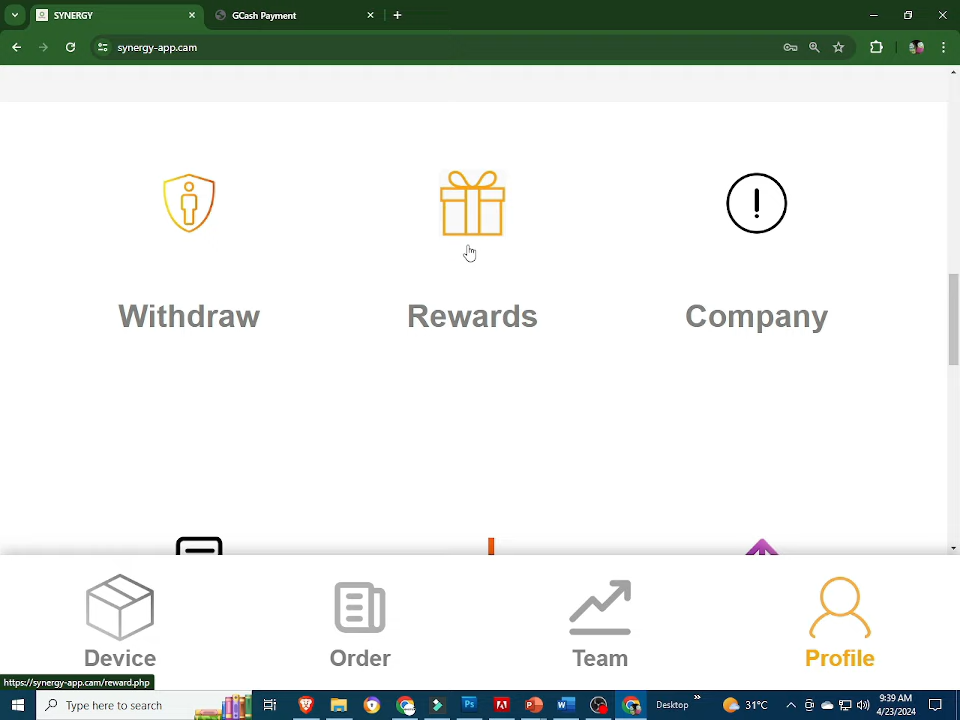 SYNERGY
GCash Payment
synergy-app.cam
Withdraw
Rewards
Company
Device
Order
Team
Profile
https://synergy-app.cam/reward.php
Type here to search
Desktop
31°C
9:39 AM
4/23/2024